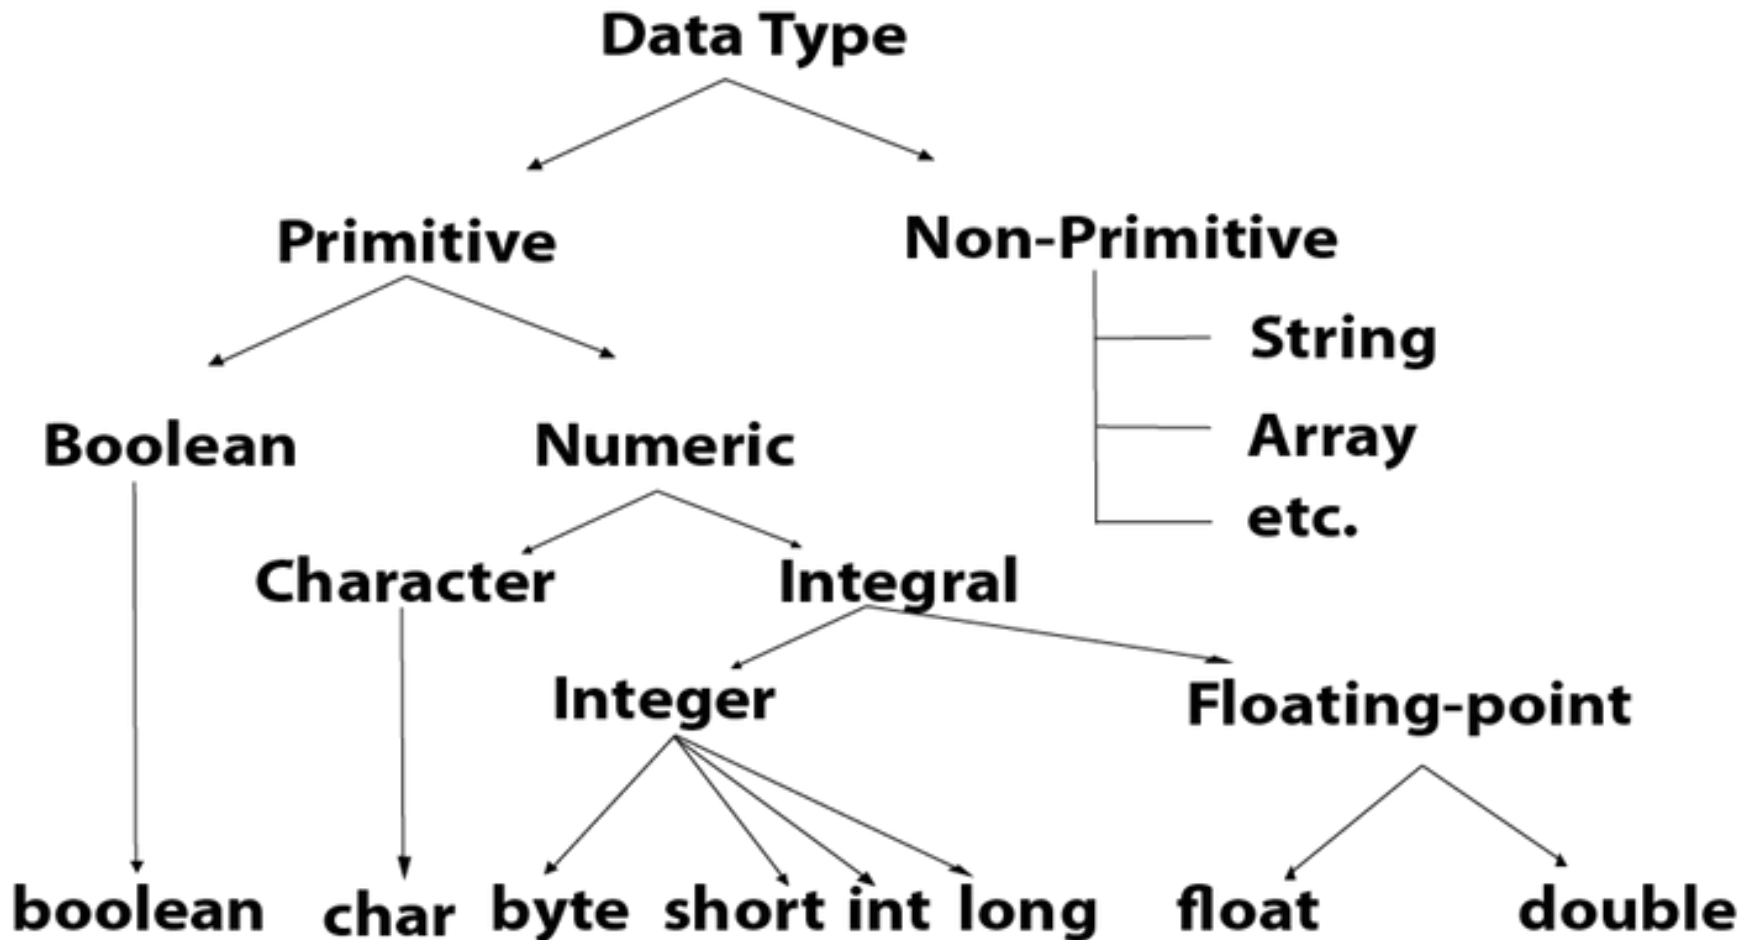 Data Type
Primitive
Non-Primitive
String
Array
etc.
Boolean
Numeric
Character
Integral
Integer
Floating-point
boolean
char
byte
short
int
long
float
double